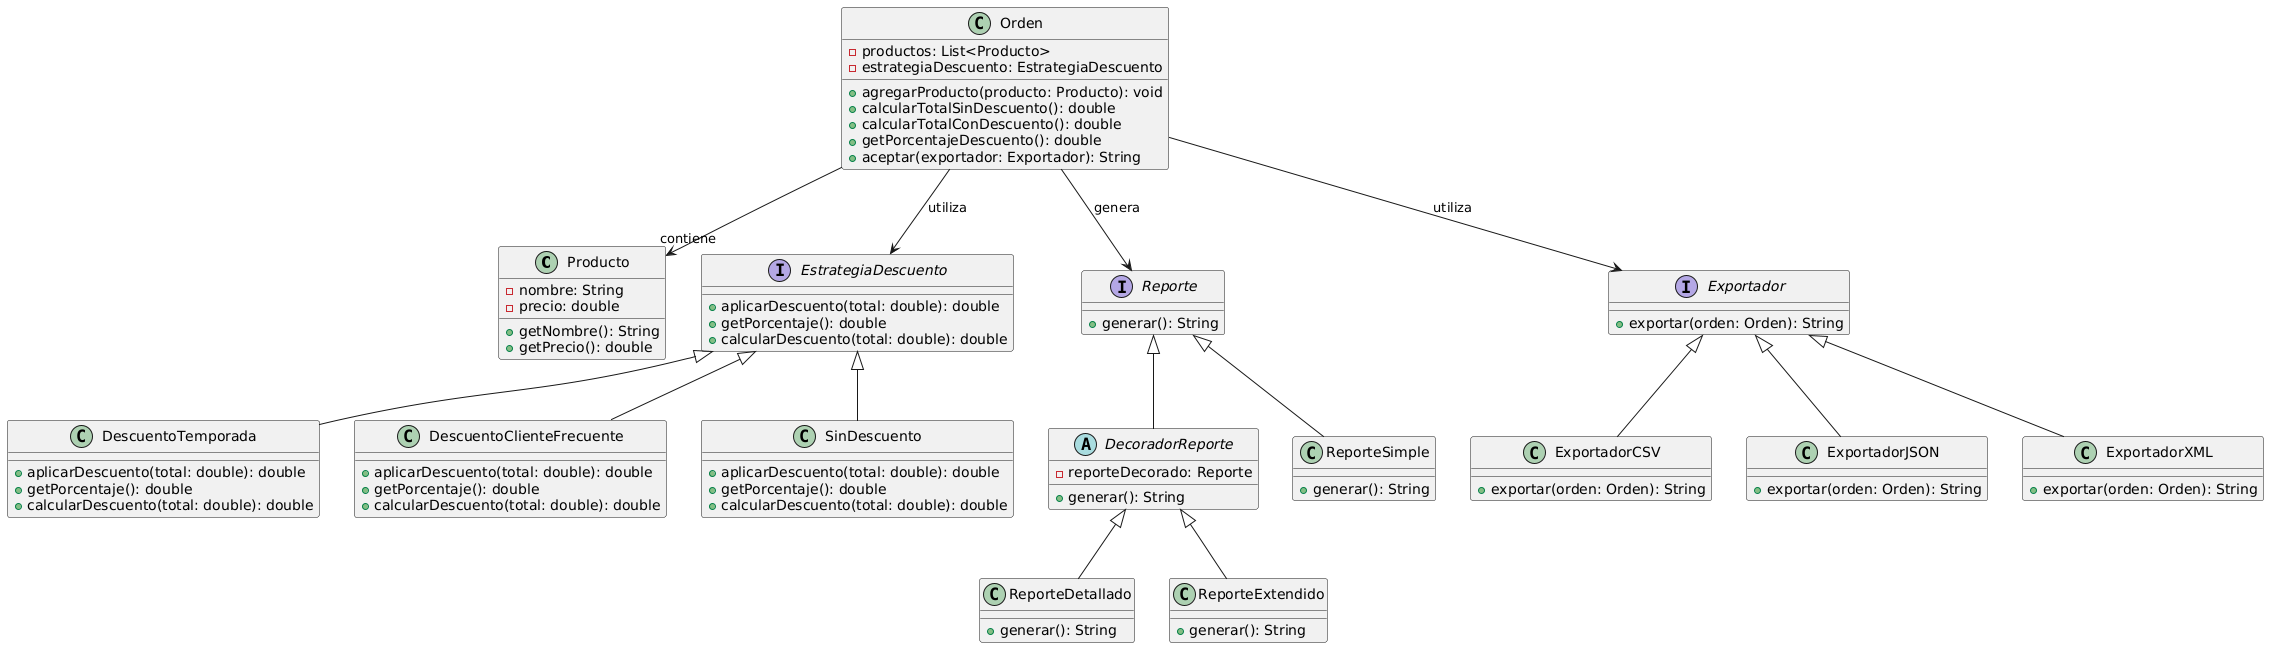 C Orden
productos: List<Producto>
estrategiaDescuento: EstrategiaDescuento
agregarProducto(producto: Producto): void
calcularTotalSinDescuento(): double
calcularTotalConDescuento(): double
getPorcentajeDescuento(): double
aceptar(exportador: Exportador): String
contiene
utiliza
genera
utiliza
C Producto
nombre: String
precio: double
getNombre(): String
getPrecio(): double
I EstrategiaDescuento
aplicarDescuento(total: double): double
getPorcentaje(): double
calcularDescuento(total: double): double
I Reporte
generar(): String
I Exportador
exportar(orden: Orden): String
C DescuentoTemporada
aplicarDescuento(total: double): double
getPorcentaje(): double
calcularDescuento(total: double): double
C DescuentoClienteFrecuente
aplicarDescuento(total: double): double
getPorcentaje(): double
calcularDescuento(total: double): double
C SinDescuento
aplicarDescuento(total: double): double
getPorcentaje(): double
calcularDescuento(total: double): double
A DecoradorReporte
reporteDecorado: Reporte
generar(): String
C ReporteSimple
generar(): String
C ExportadorCSV
exportar(orden: Orden): String
C ExportadorJSON
exportar(orden: Orden): String
C ExportadorXML
exportar(orden: Orden): String
C ReporteDetallado
generar(): String
C ReporteExtendido
generar(): String